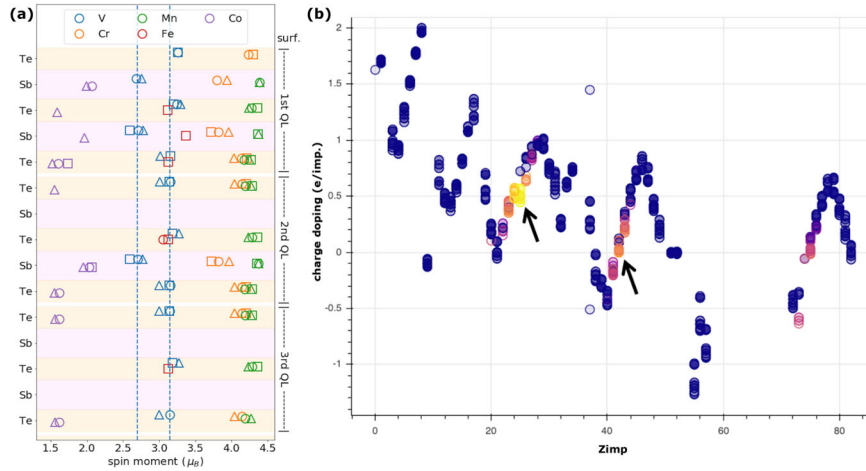 (a)
V
Mn
Co
Cr
Fe
surf.
Te
Sb
Te
Sb
Te
1st QL
Te
Sb
Te
Sb
Te
2nd QL
Te
Sb
Te
Sb
Te
3rd QL
1.5 2.0 2.5 3.0 3.5 4.0 4.5
spin moment (μB)
(b)
2
1.5
1
0.5
0
-0.5
-1
charge doping (e/imp.)
0 20 40 60 80
Zimp